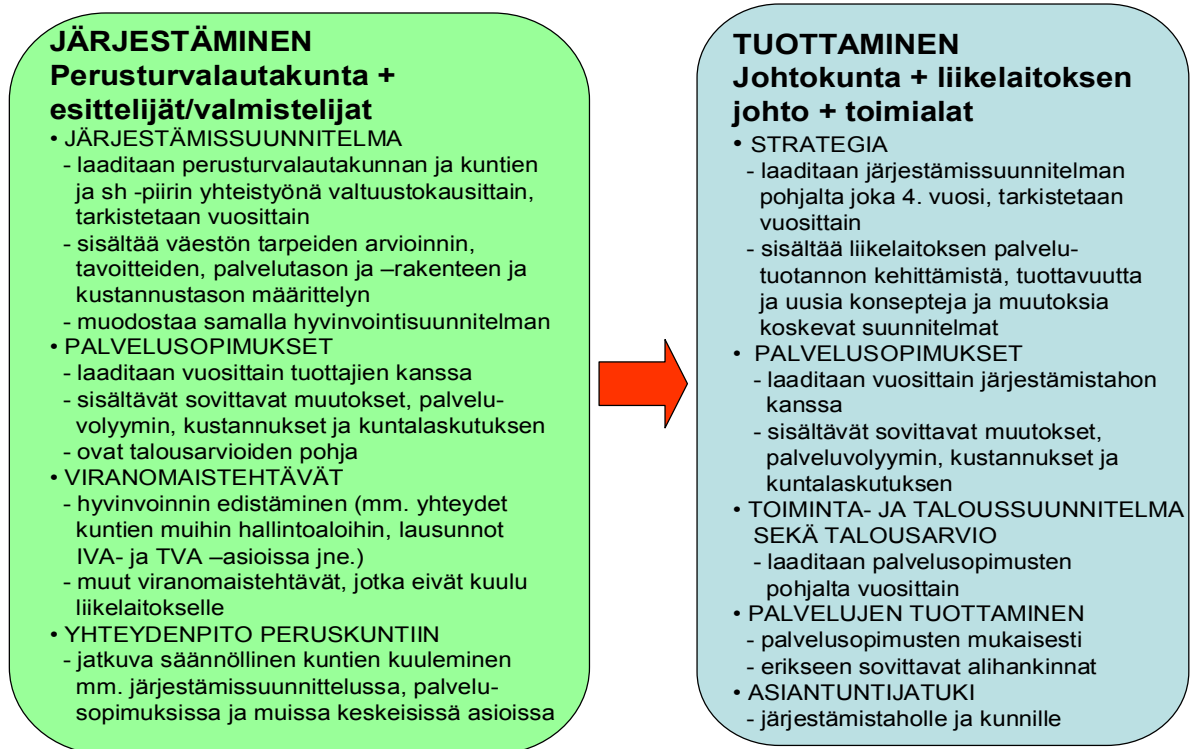 JÄRJESTÄMINEN
Perusturvalautakunta +
esittelijät/valmistelijat
• JÄRJESTÄMISSUUNNITELMA
- laaditaan perusturvalautakunnan ja kuntien
ja sh -piirin yhteistyönä valtuustokausittain,
tarkistetaan vuosittain
- sisältää väestön tarpeiden arvioinnin,
tavoitteiden, palvelutason ja –rakenteen ja
kustannustason määrittelyn
- muodostaa samalla hyvinvointisuunnitelman
• PALVELUSOPIMUKSET
- laaditaan vuosittain tuottajien kanssa
- sisältävät sovittavat muutokset, palvelu-
volyymin, kustannukset ja kuntalaskutuksen
- ovat talousarvioiden pohja
• VIRANOMAISTEHTÄVÄT
- hyvinvoinnin edistäminen (mm. yhteydet
kuntien muihin hallintoaloihin, lausunnot
IVA- ja TVA –asioissa jne.)
- muut viranomaistehtävät, jotka eivät kuulu
liikelaitokselle
• YHTEYDENPITO PERUSKUNTIIN
- jatkuva säännöllinen kuntien kuuleminen
mm. järjestämissuunnittelussa, palvelu-
sopimuksissa ja muissa keskeisissä asioissa
TUOTTAMINEN
Johtokunta + liikelaitoksen
johto + toimialat
• STRATEGIA
- laaditaan järjestämissuunnitelman
pohjalta joka 4. vuosi, tarkistetaan
vuosittain
- sisältää liikelaitoksen palvelu-
tuotannon kehittämistä, tuottavuutta
ja uusia konsepteja ja muutoksia
koskevat suunnitelmat
• PALVELUSOPIMUKSET
- laaditaan vuosittain järjestämistahon
kanssa
- sisältävät sovittavat muutokset,
palveluvolyymin, kustannukset ja
kuntalaskutuksen
• TOIMINTA- JA TALOUSSUUNNITELMA
SEKÄ TALOUSARVIO
- laaditaan palvelusopimusten
pohjalta vuosittain
• PALVELUJEN TUOTTAMINEN
- palvelusopimusten mukaisesti
- erikseen sovittavat alihankinnat
• ASIANTUNTIJATUKI
- järjestämistaholle ja kunnille